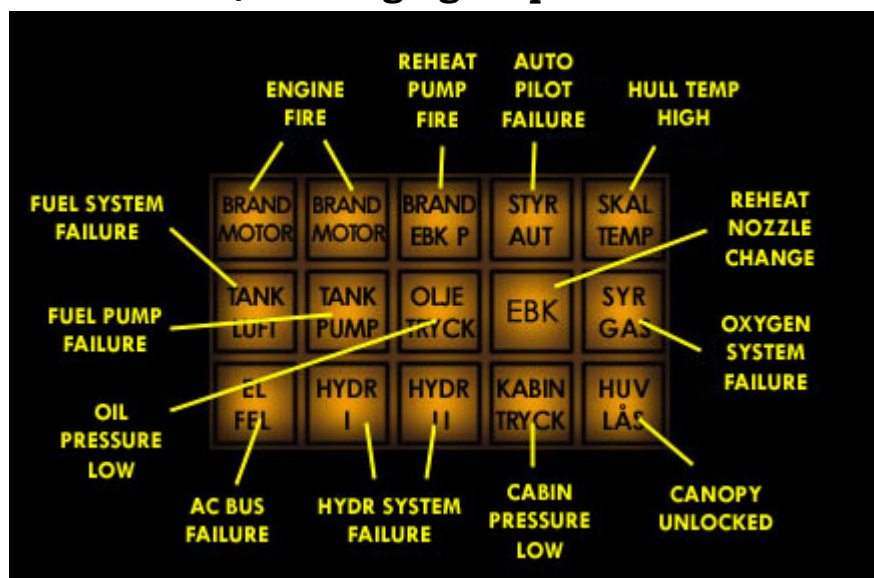 ENGINE
FIRE
REHEAT
PUMP
FIRE
AUTO
PILOT
FAILURE
HULL TEMP
HIGH
FUEL SYSTEM
FAILURE
BRAND
MOTOR
BRAND
MOTOR
BRAND
EBK P
STYR
AUT
SKAL
TEMP
REHEAT
NOZZLE
CHANGE
FUEL PUMP
FAILURE
TANK
LUFT
TANK
PUMP
OLJE
TRYCK
EBK
SYR
GAS
OXYGEN
SYSTEM
FAILURE
OIL
PRESSURE
LOW
EL
FEL
HYDR
I
HYDR
II
KABIN
TRYCK
HUV
LÅS
AC BUS
FAILURE
HYDR SYSTEM
FAILURE
CABIN
PRESSURE
LOW
CANOPY
UNLOCKED